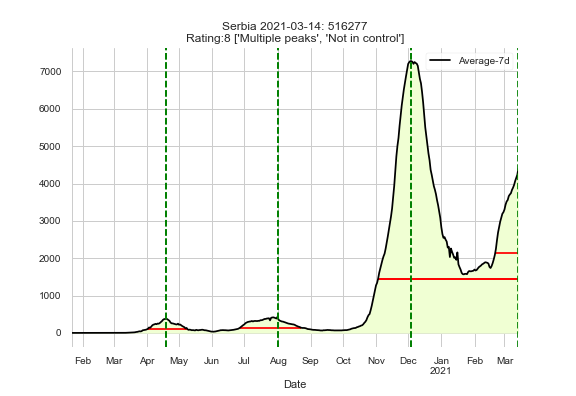 Serbia 2021-03-14: 516277
Rating:8 ['Multiple peaks', 'Not in control']
Average-7d
7000
6000
5000
4000
3000
2000
1000
0
Feb Mar Apr May Jun Jul Aug Sep Oct Nov Dec Jan Feb Mar
2021
Date